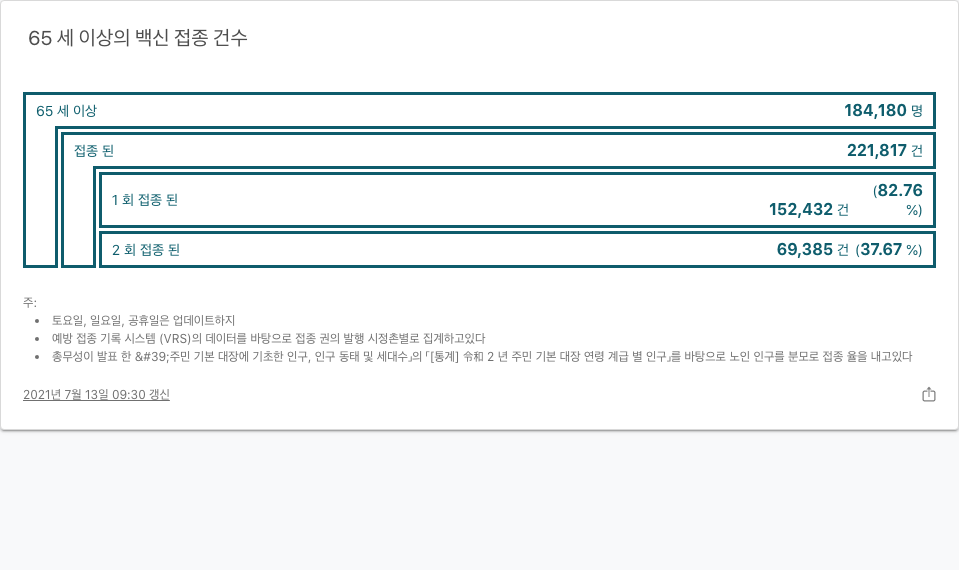 65 세 이상의 백신 접종 건수
65 세 이상 184,180 명
접종 된 221,817 건
1 회 접종 된 152,432 건 (82.76 %)
2 회 접종 된 69,385 건 (37.67 %)
주:
토요일, 일요일, 공휴일은 업데이트하지
예방 접종 기록 시스템 (VRS)의 데이터를 바탕으로 접종 권의 발행 시정촌별로 집계하고있다
총무성이 발표 한 &#39;주민 기본 대장에 기초한 인구, 인구 동태 및 세대수」의 「[통계] 令和 2 년 주민 기본 대장 연령 계급 별 인구」를 바탕으로 노인 인구를 분모로 접종 율을 내고있다
2021년 7월 13일 09:30 갱신